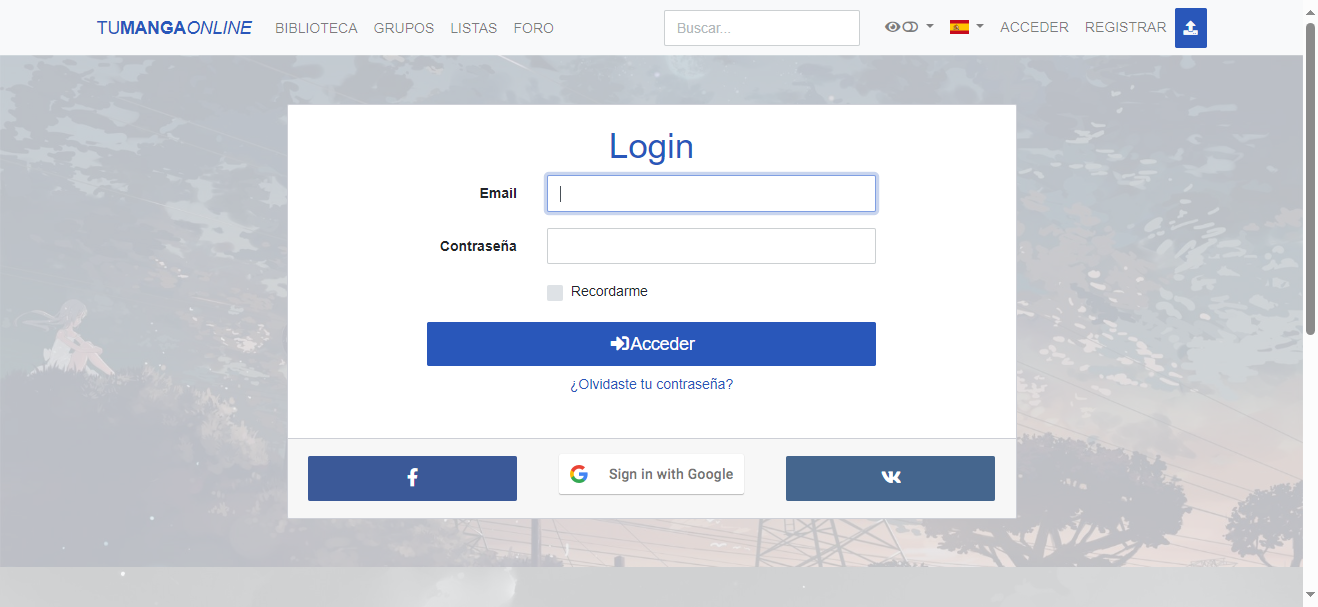 TUMANGAONLINE BIBLIOTECA GRUPOS LISTAS FORO Buscar... ACCEDER REGISTRAR
Login
Email
Contraseña
Recordarme
Acceder
¿Olvidaste tu contraseña?
Sign in with Google